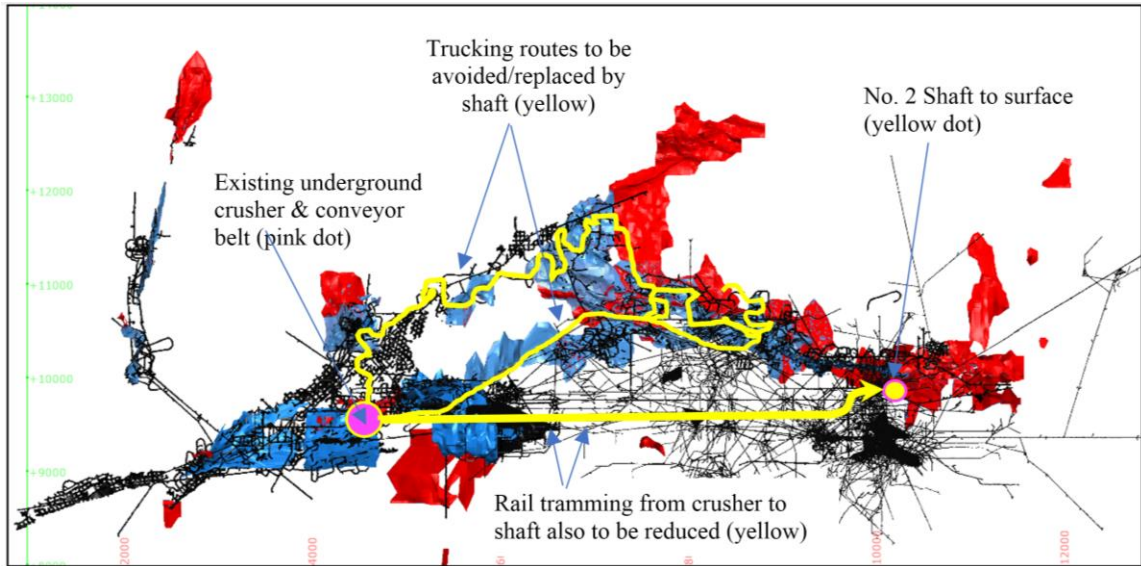 Trucking routes to be
avoided/replaced by
shaft (yellow)
No. 2 Shaft to surface
(yellow dot)
Existing underground
crusher & conveyor
belt (pink dot)
Rail tramming from crusher to
shaft also to be reduced (yellow)
+13000
+12000
+11000
+10000
+9000
2000
4000
10000
12000